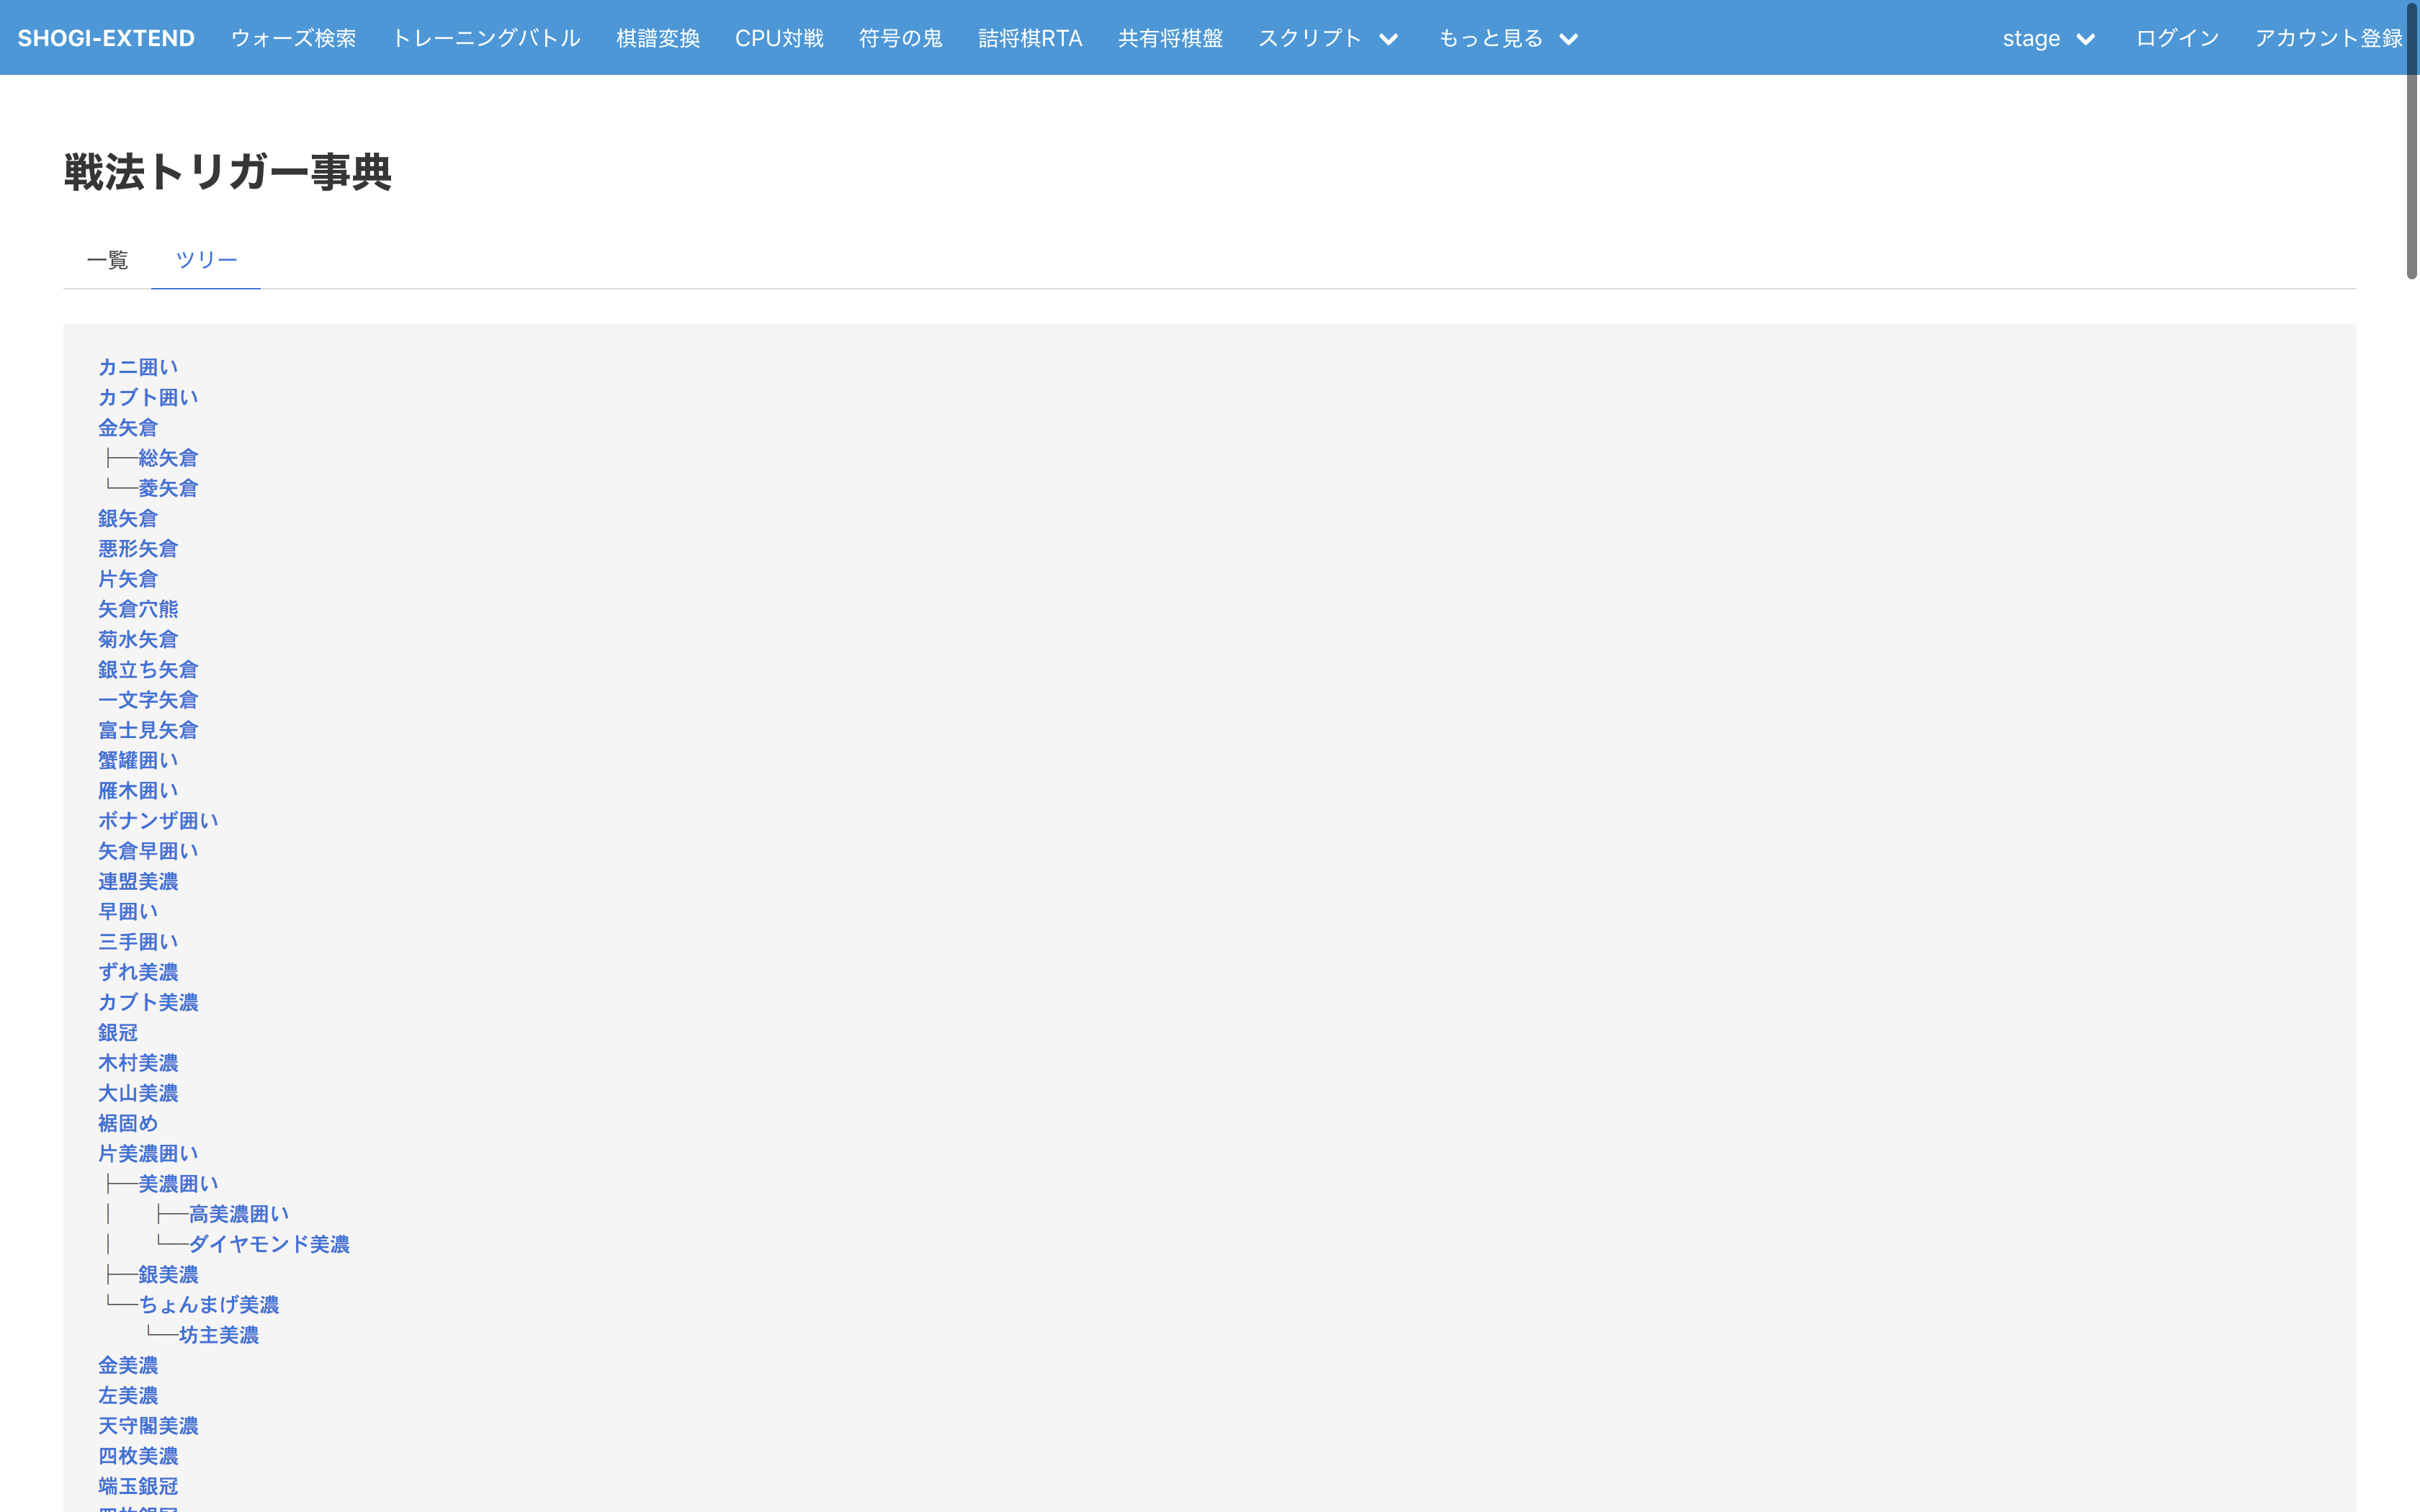 SHOGI-EXTEND ウォーズ検索 トレーニングバトル 棋譜変換 CPU対戦 符号の鬼 詰将棋RTA 共有将棋盤 スクリプト もっと見る stage ログイン アカウント登録
戦法トリガー事典
一覧 ツリー
カニ囲い
カブト囲い
金矢倉
├─総矢倉
└─菱矢倉
銀矢倉
悪形矢倉
片矢倉
矢倉穴熊
菊水矢倉
銀立ち矢倉
一文字矢倉
富士見矢倉
蟹罐囲い
雁木囲い
ボナンザ囲い
矢倉早囲い
連盟美濃
早囲い
三手囲い
ずれ美濃
カブト美濃
銀冠
木村美濃
大山美濃
裾固め
片美濃囲い
├─美濃囲い
│ ├─高美濃囲い
│ └─ダイヤモンド美濃
├─銀美濃
└─ちょんまげ美濃
└─坊主美濃
金美濃
左美濃
天守閣美濃
四枚美濃
端玉銀冠